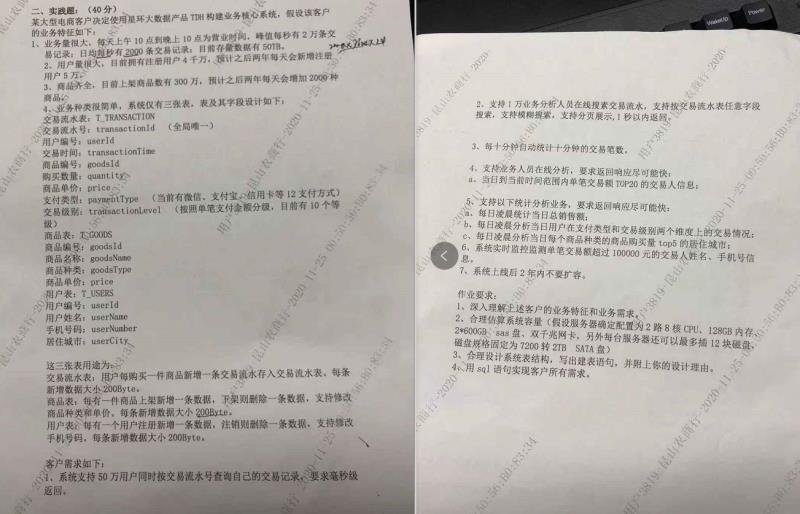 二、实践题：（40 分）
某大型电商客户决定使用星环大数据产品 TDH 构建业务核心系统，假设该客户
的业务特征如下：
1、业务量很大，每天上午 10 点到晚上 10 点为营业时间，峰值每秒有 2 万条交
易记录；日均每秒有 2000 条交易记录；目前存量数据有 50TB。
2、用户量很大，目前拥有注册用户 4 千万，预计之后两年每天会新增注册
用户 5 万。
3、商品齐全，目前上架商品数有 300 万，预计之后两年每天会增加 2000 种
商品。
4、业务种类很简单，系统仅有三张表，表及其字段设计如下：
交易流水表：T_TRANSACTION
交易流水号：transactionId （全局唯一）
用户编号：userId
交易时间：transactionTime
商品编号：goodsId
购买数量：quantity
商品单价：price
支付类型：paymentType （当前有微信、支付宝、信用卡等 12 支付方式）
交易级别：transactionLevel （按照单笔支付金额分级，目前有 10 个等
级）
商品表：T_GOODS
商品编号：goodsId
商品名称：goodsName
商品种类：goodsType
商品单价：price
用户表：T_USERS
用户编号：userId
用户姓名：userName
手机号码：userNumber
居住城市：userCity
这三张表用途为：
交易流水表：用户每购买一件商品新增一条交易流水存入交易流水表，每条
新增数据大小 200Byte。
商品表：每有一件商品上架新增一条数据，下架则删除一条数据，支持修改
商品种类和单价，每条新增数据大小 200Byte。
用户表：每有一个用户注册新增一条数据，注销则删除一条数据，支持修改
手机号码，每条新增数据大小 200Byte。
客户需求如下：
1、系统支持 50 万用户同时按交易流水号查询自己的交易记录，要求毫秒级
返回。
WakeUp
Power
2、支持 1 万业务分析人员在线搜索交易流水，支持按交易流水表任意字段
搜索，支持模糊搜索，支持分页展示，1 秒以内返回。
3、每十分钟自动统计十分钟的交易笔数。
4、支持业务人员在线分析，要求返回响应尽可能快：
a、当日到当前时间范围内单笔交易额 TOP20 的交易人信息；
5、支持以下统计分析业务，要求返回响应尽可能快：
a、每日凌晨统计当日总销售额；
b、每日凌晨分析当日用户在支付类型和交易级别两个维度上的交易情况；
c、每日凌晨分析当日每个商品种类的商品购买量 top5 的居住城市；
6、系统实时监控监测单笔交易额超过 100000 元的交易人姓名、手机号信
息。
7、系统上线后 2 年内不要扩容。
作业要求：
1、深入理解上述客户的业务特征和业务需求。
2、合理估算系统容量（假设服务器确定配置为 2 路 8 核 CPU、128GB 内存、
2*600GB sas 盘、双千兆网卡，另外每台服务器还可以最多插 12 块磁盘，
磁盘规格固定为 7200 转 2TB SATA 盘）
3、合理设计系统表结构，写出建表语句，并附上你的设计理由。
4、用 sql 语句实现客户所有需求。